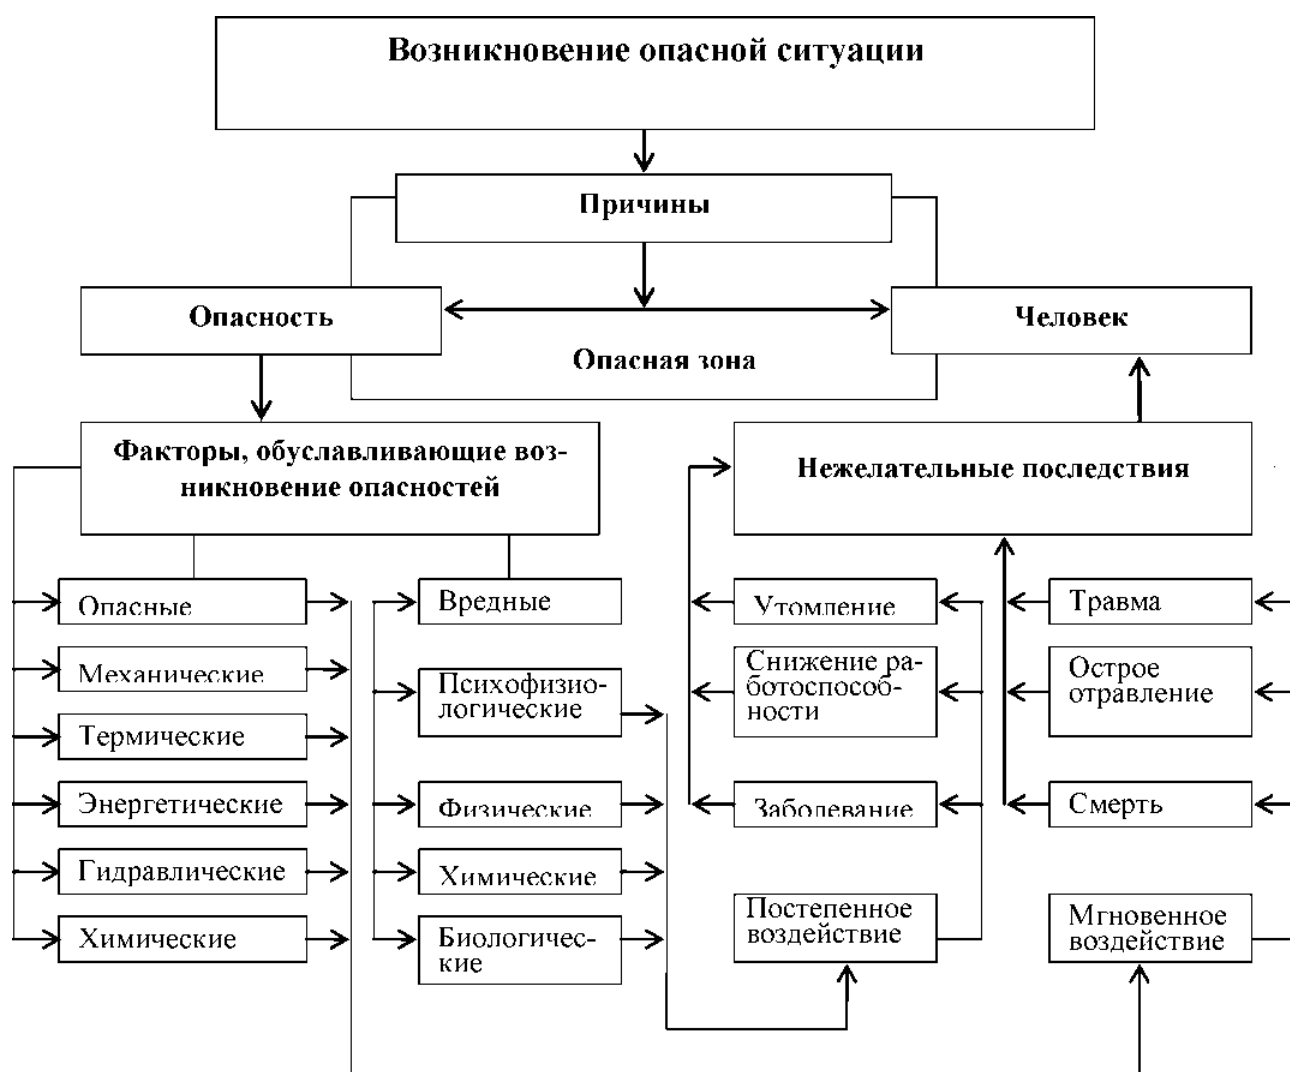 Возникновение опасной ситуации
Причины
Опасность
Человек
Опасная зона
Факторы, обуславливающие воз-
никновение опасностей
Нежелательные последствия
Опасные
Механические
Термические
Энергетические
Гидравлические
Химические
Вредные
Психофизио-
логические
Физические
Химические
Биологичес-
кие
Утомление
Снижение ра-
ботоспособ-
ности
Заболевание
Постепенное
воздействие
Травма
Острое
отравление
Смерть
Мгновенное
воздействие